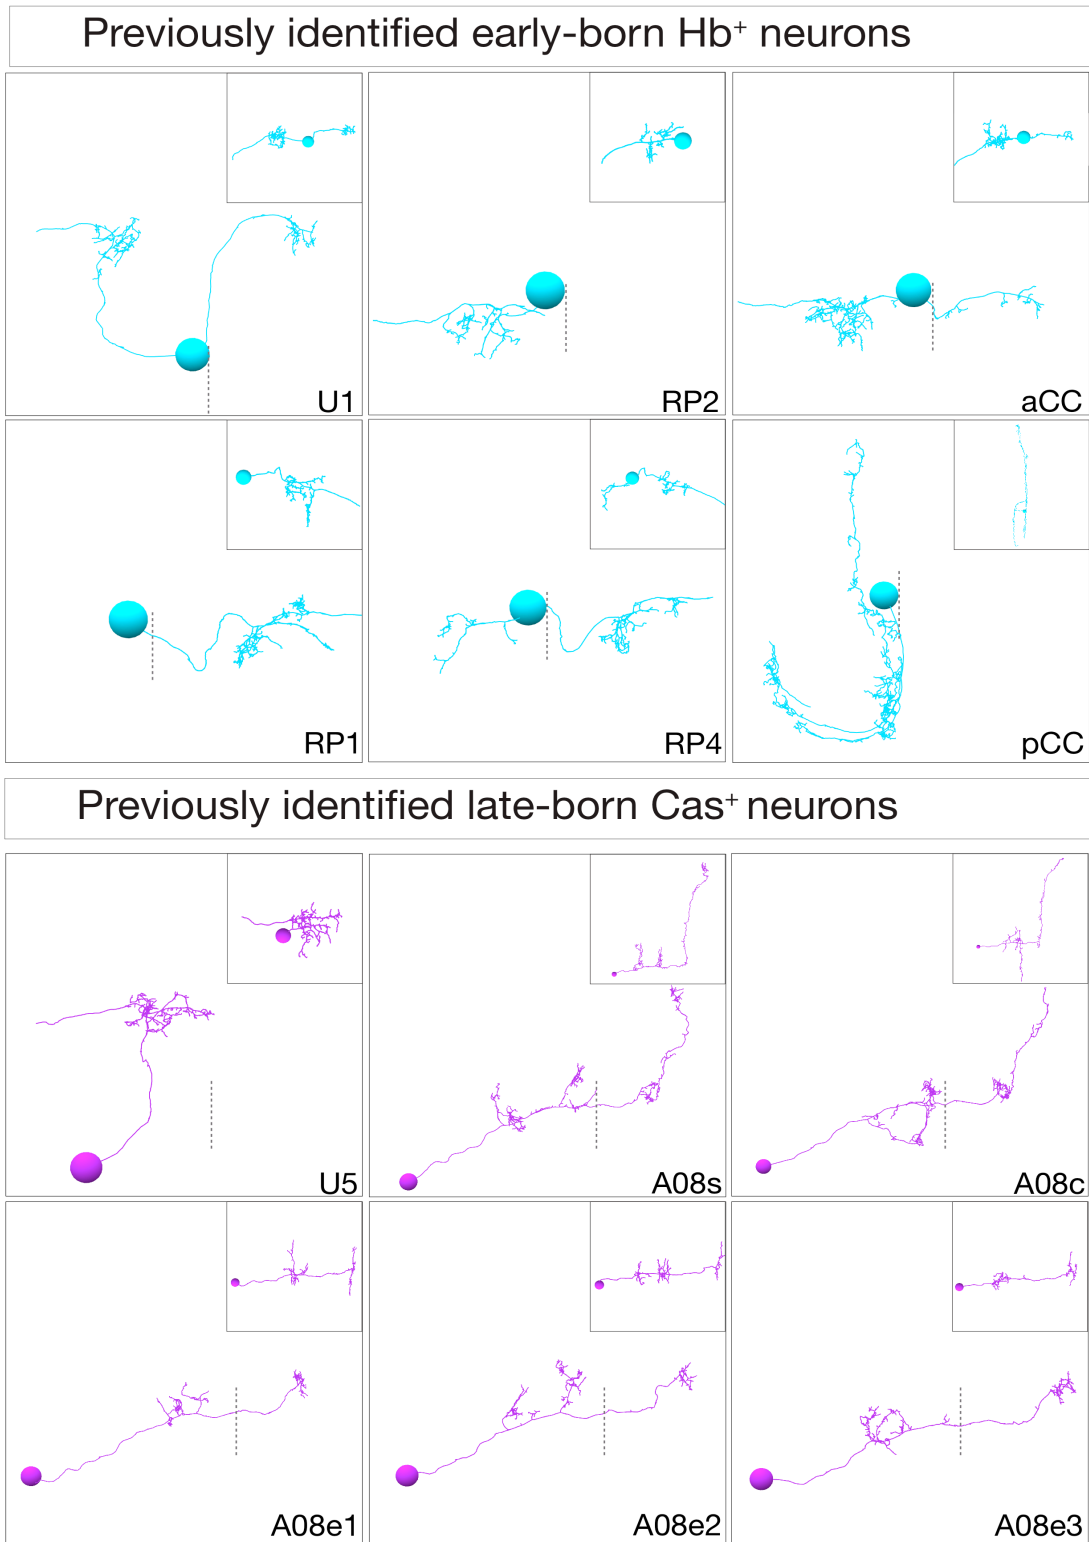 Previously identified early-born Hb⁺ neurons
U1
RP2
aCC
RP1
RP4
pCC
Previously identified late-born Cas⁺ neurons
U5
A08s
A08c
A08e1
A08e2
A08e3